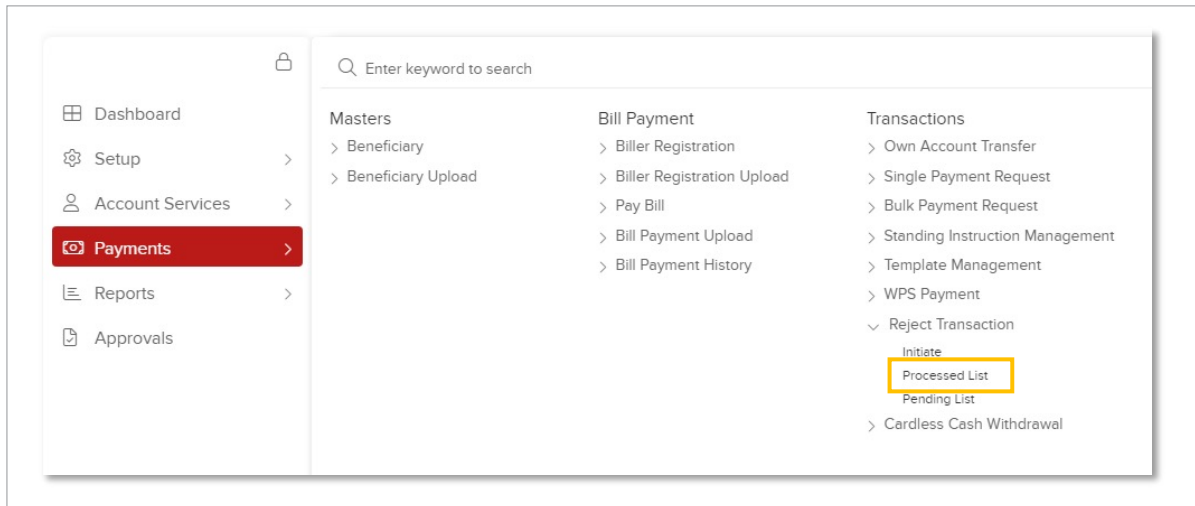 Enter keyword to search
Dashboard
Setup
Account Services
Payments
Reports
Approvals
Masters
Beneficiary
Beneficiary Upload
Bill Payment
Biller Registration
Biller Registration Upload
Pay Bill
Bill Payment Upload
Bill Payment History
Transactions
Own Account Transfer
Single Payment Request
Bulk Payment Request
Standing Instruction Management
Template Management
WPS Payment
Reject Transaction
Initiate
Processed List
Pending List
Cardless Cash Withdrawal